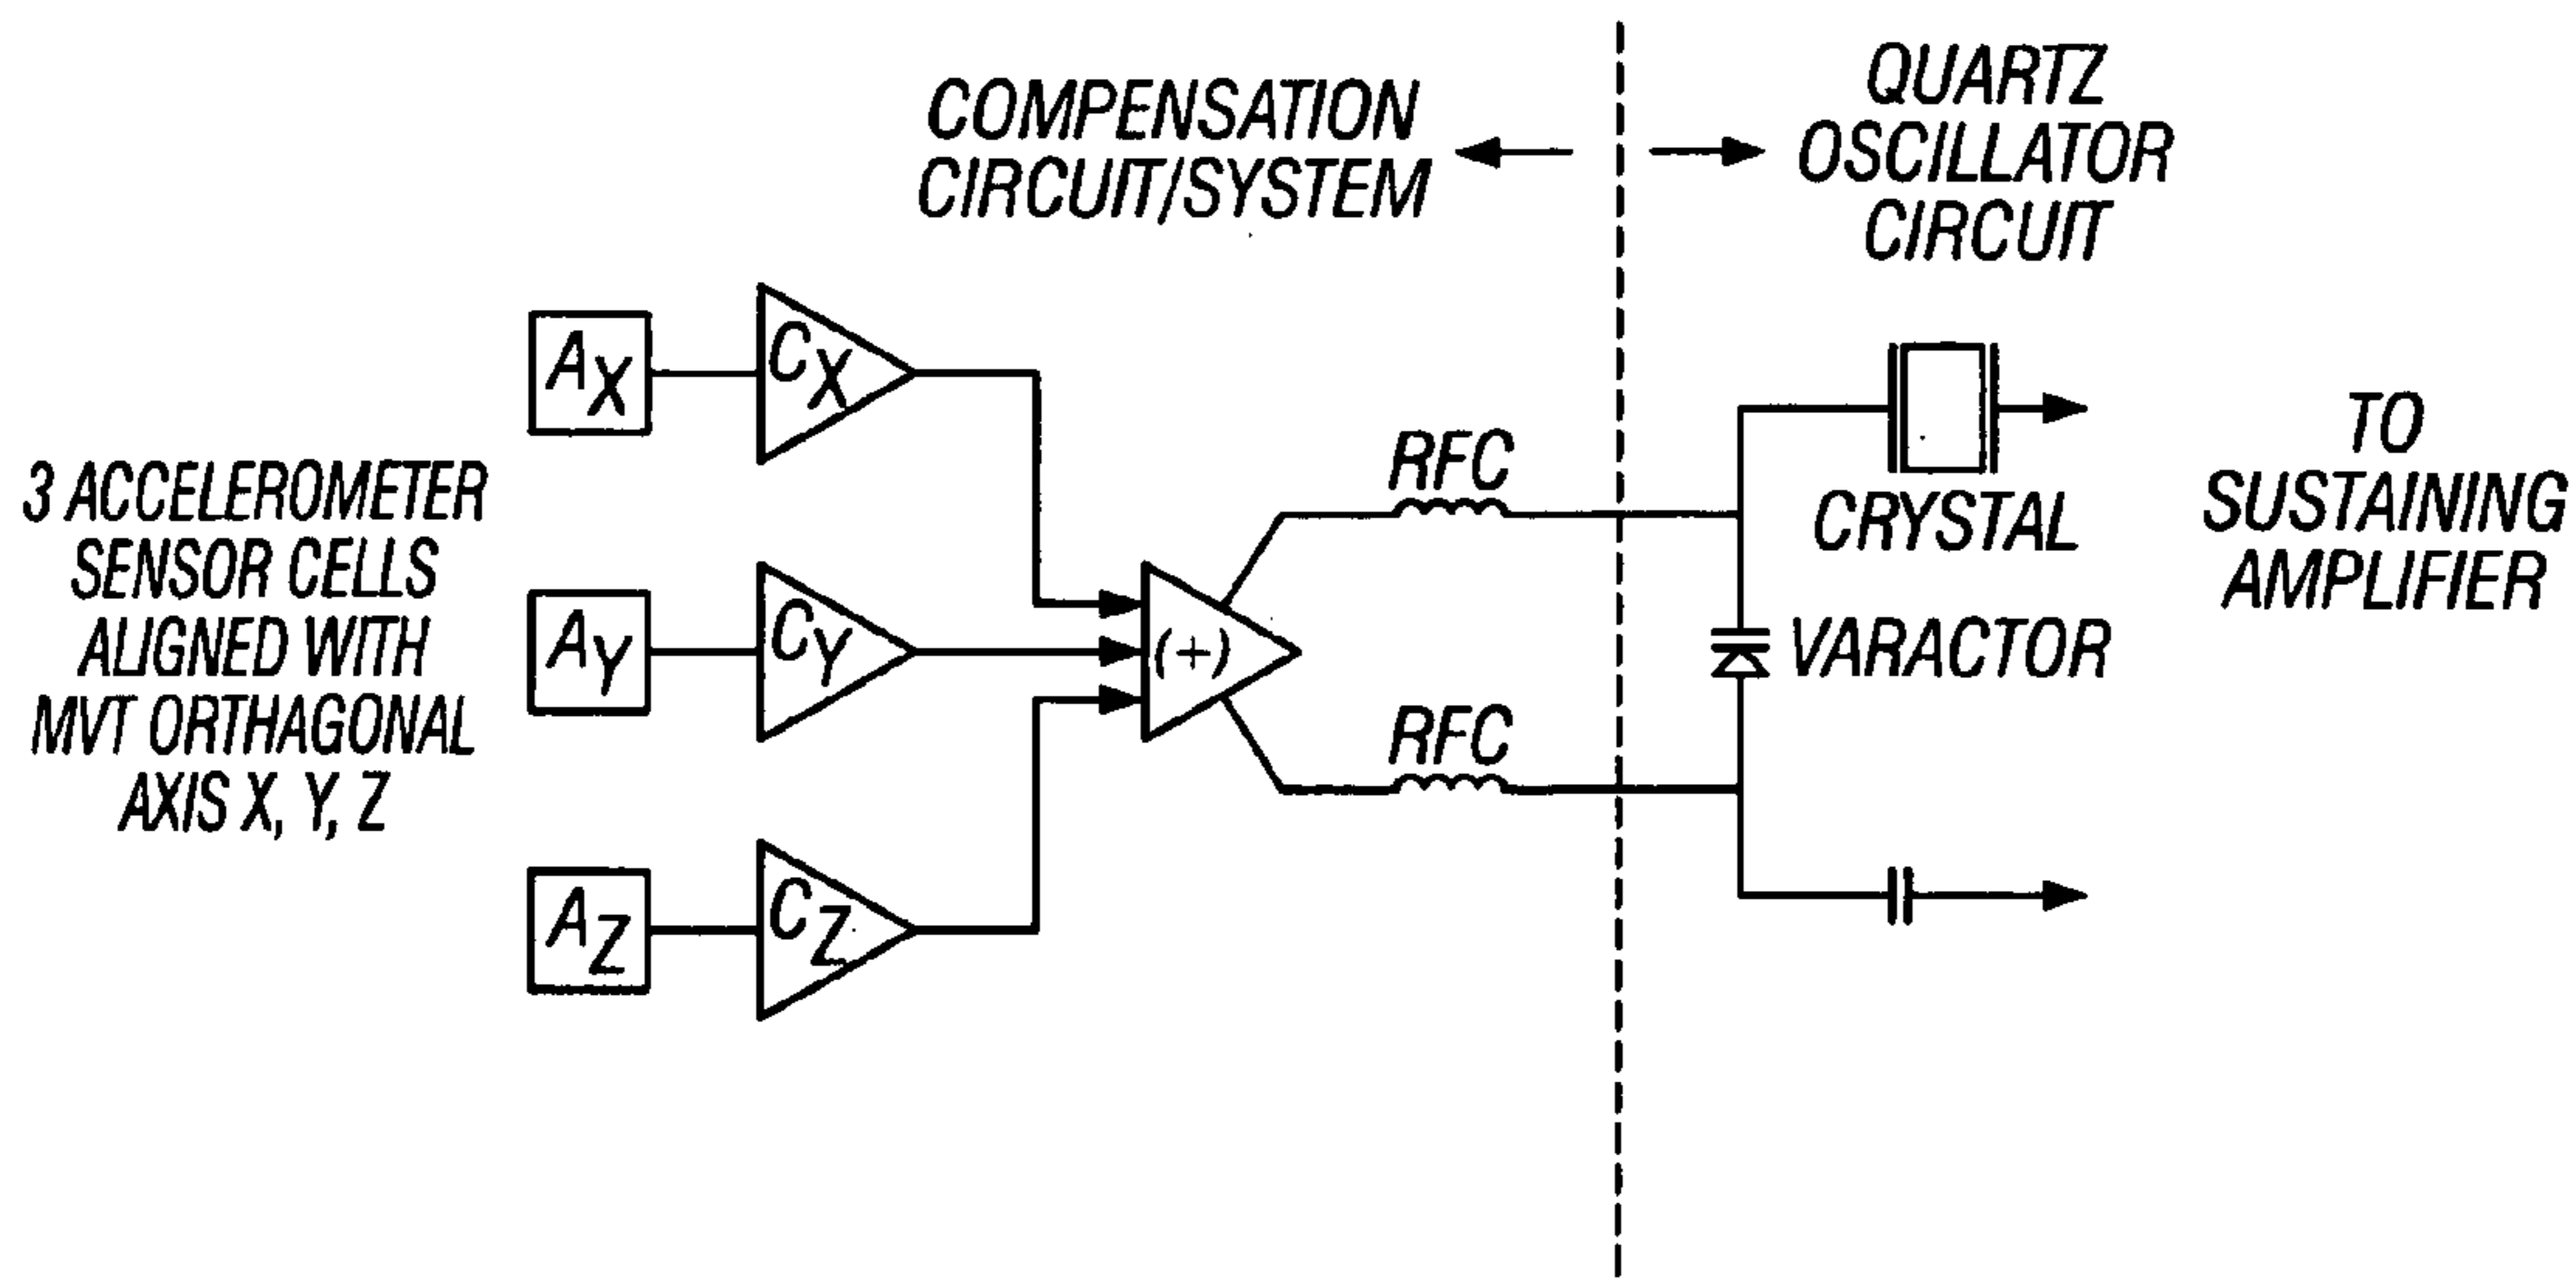 COMPENSATION
CIRCUIT/SYSTEM
QUARTZ
OSCILLATOR
CIRCUIT
3 ACCELEROMETER
SENSOR CELLS
ALIGNED WITH
MVT ORTHAGONAL
AXIS X, Y, Z
AX
CX
AY
CY
AZ
CZ
(+)
RFC
RFC
CRYSTAL
VARACTOR
TO
SUSTAINING
AMPLIFIER